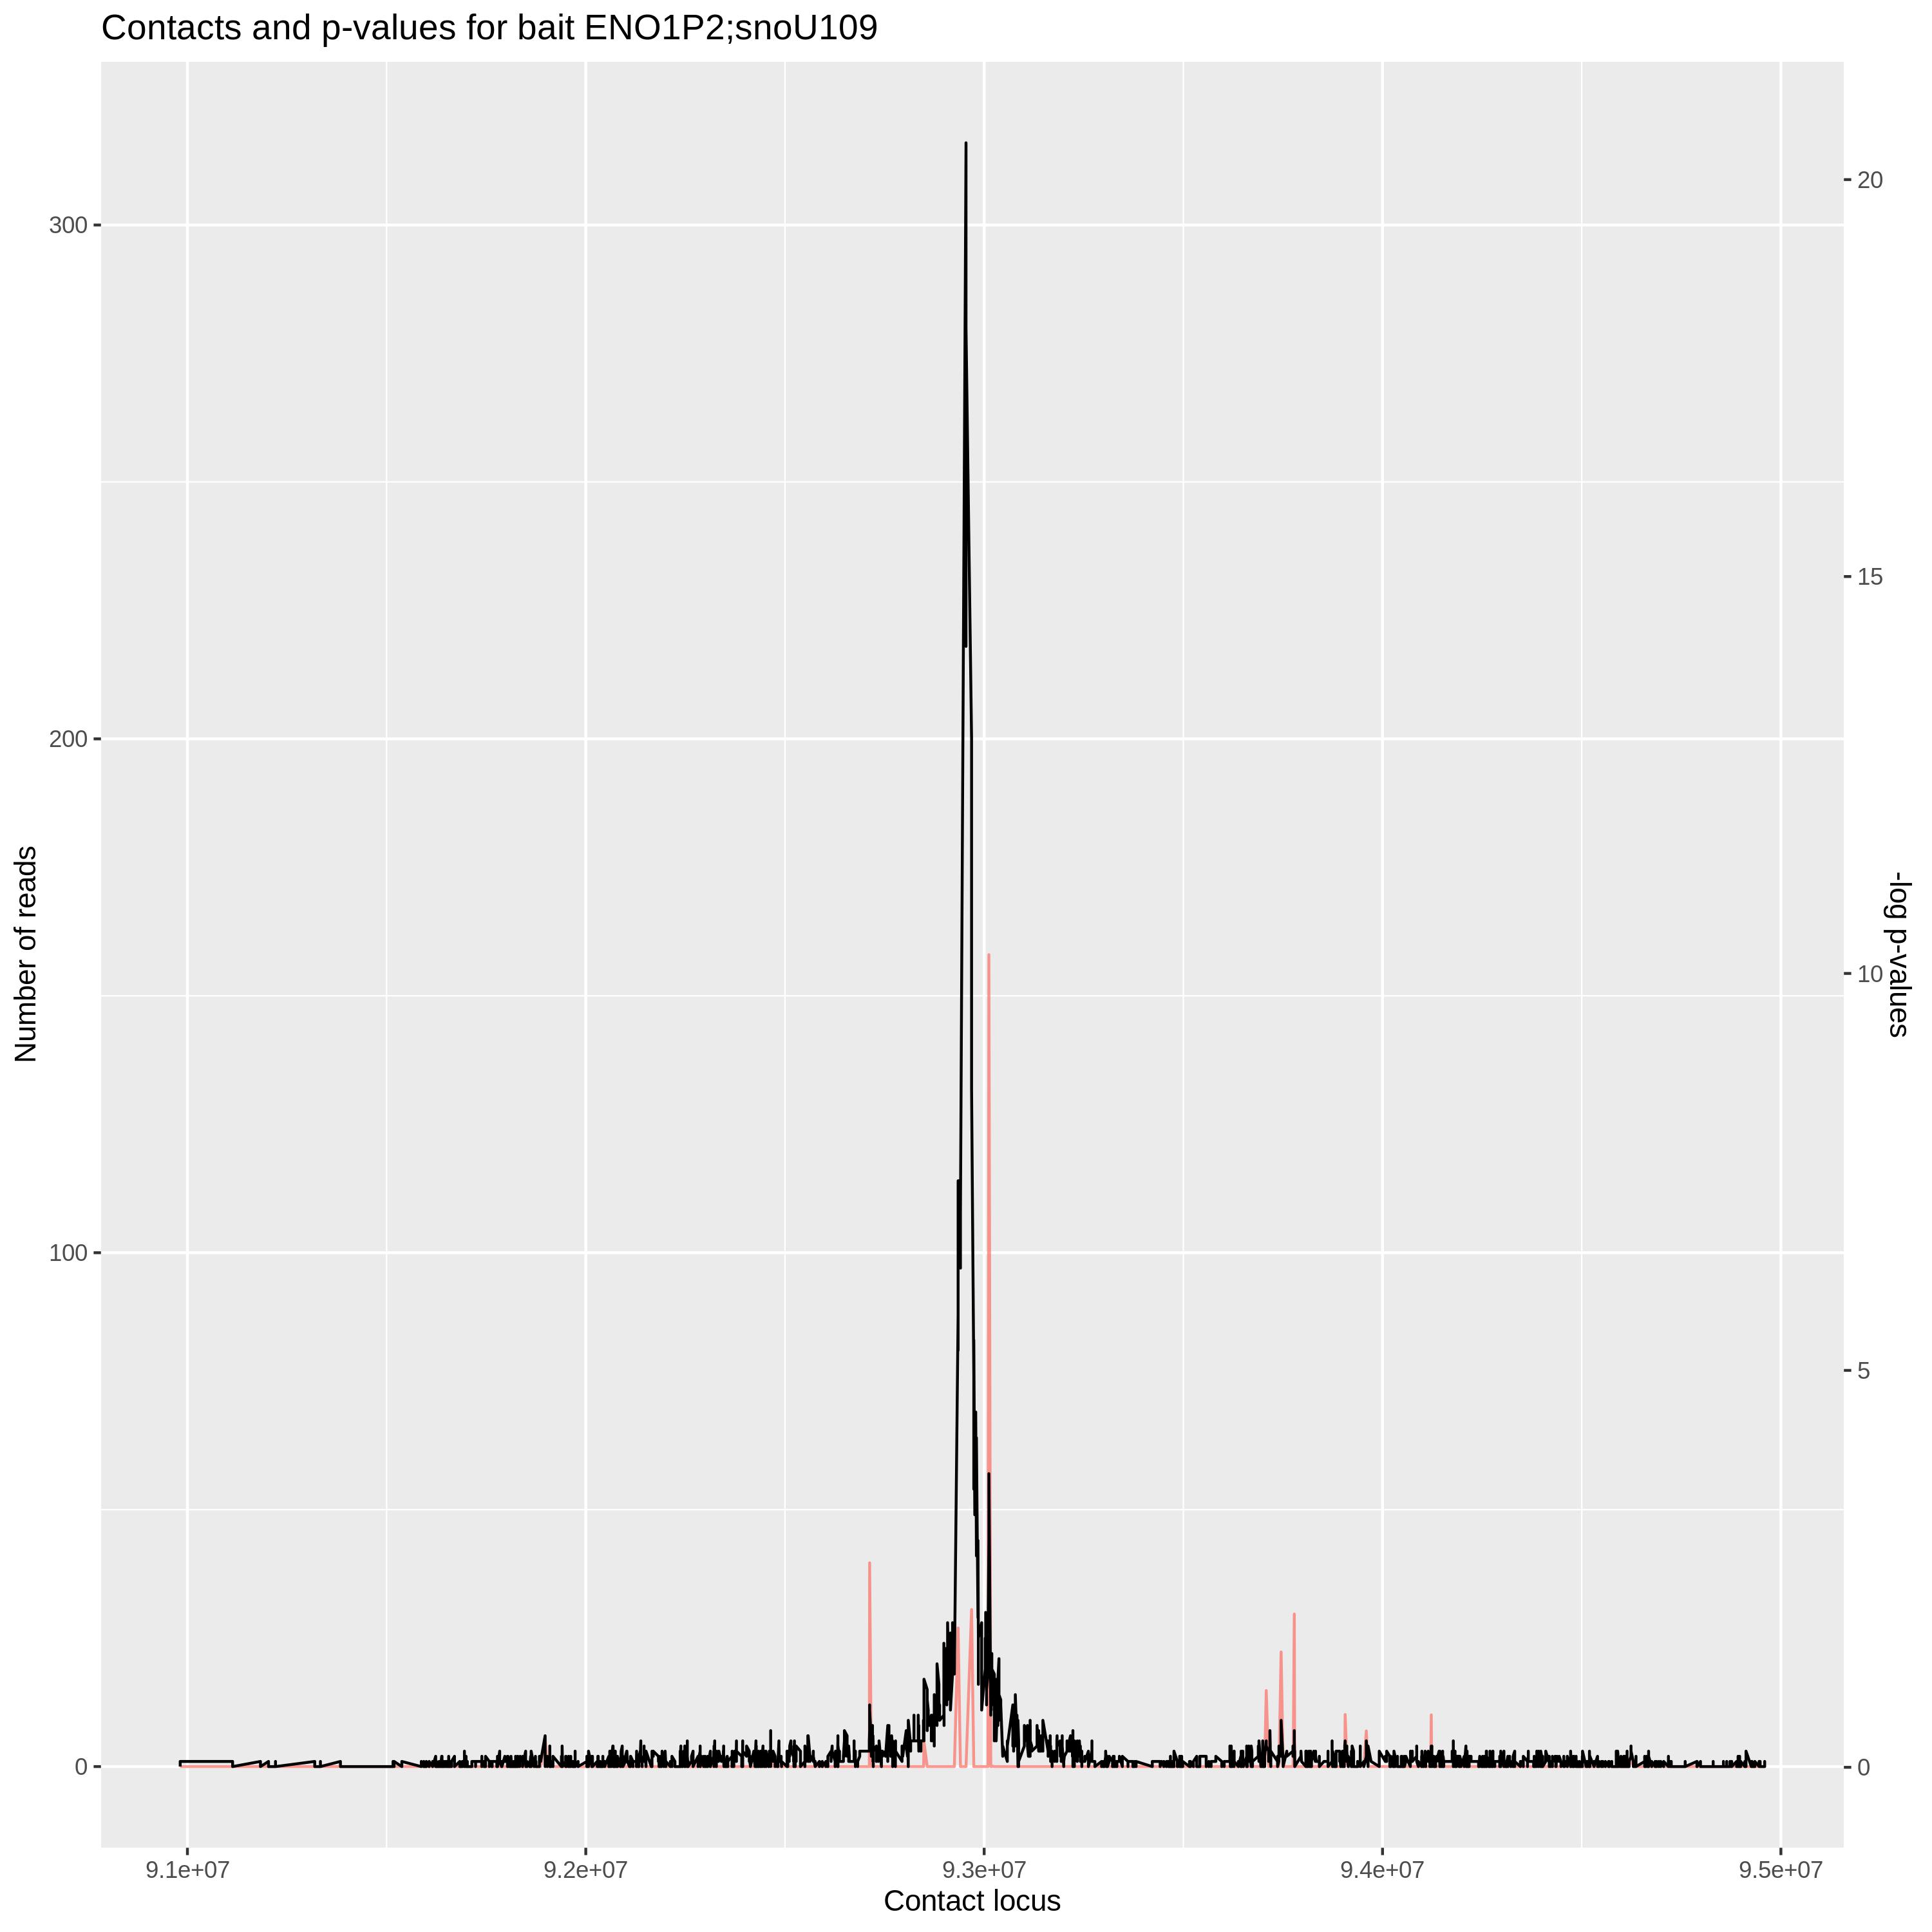 Contacts and p-values for bait ENO1P2;snoU109
300
200
100
0
Number of reads
20
15
10
5
0
-log p-values
9.1e+07 9.2e+07 9.3e+07 9.4e+07 9.5e+07
Contact locus